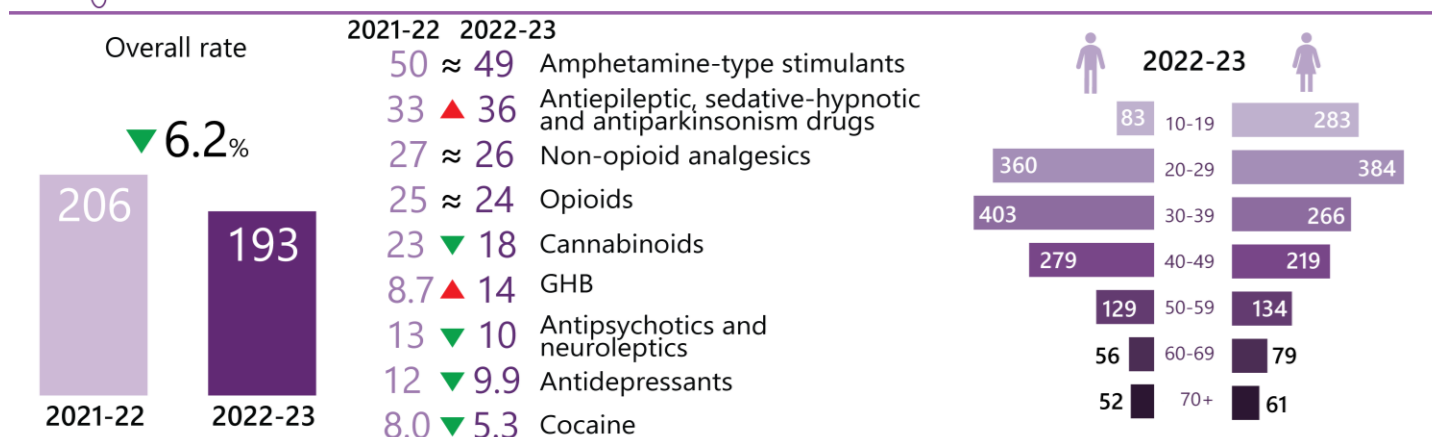 Overall rate
▼ 6.2%
206
193
2021-22
2022-23
2021-22 2022-23
50 ≈ 49 Amphetamine-type stimulants
33 ▲ 36 Antiepileptic, sedative-hypnotic
and antiparkinsonism drugs
27 ≈ 26 Non-opioid analgesics
25 ≈ 24 Opioids
23 ▼ 18 Cannabinoids
8.7 ▲ 14 GHB
13 ▼ 10 Antipsychotics and
neuroleptics
12 ▼ 9.9 Antidepressants
8.0 ▼ 5.3 Cocaine
2022-23
83 10-19 283
360 20-29 384
403 30-39 266
279 40-49 219
129 50-59 134
56 60-69 79
52 70+ 61